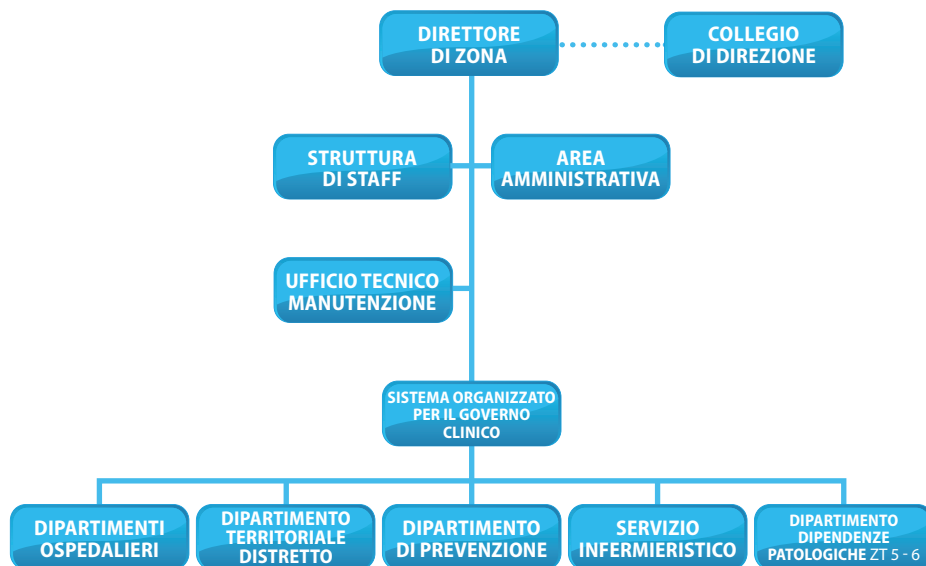 DIRETTORE
DI ZONA
COLLEGIO
DI DIREZIONE
STRUTTURA
DI STAFF
AREA
AMMINISTRATIVA
UFFICIO TECNICO
MANUTENZIONE
SISTEMA ORGANIZZATO
PER IL GOVERNO
CLINICO
DIPARTIMENTI
OSPEDALIERI
DIPARTIMENTO
TERRITORIALE
DISTRETTO
DIPARTIMENTO
DI PREVENZIONE
SERVIZIO
INFERMIERISTICO
DIPARTIMENTO
DIPENDENZE
PATOLOGICHE ZT 5 - 6